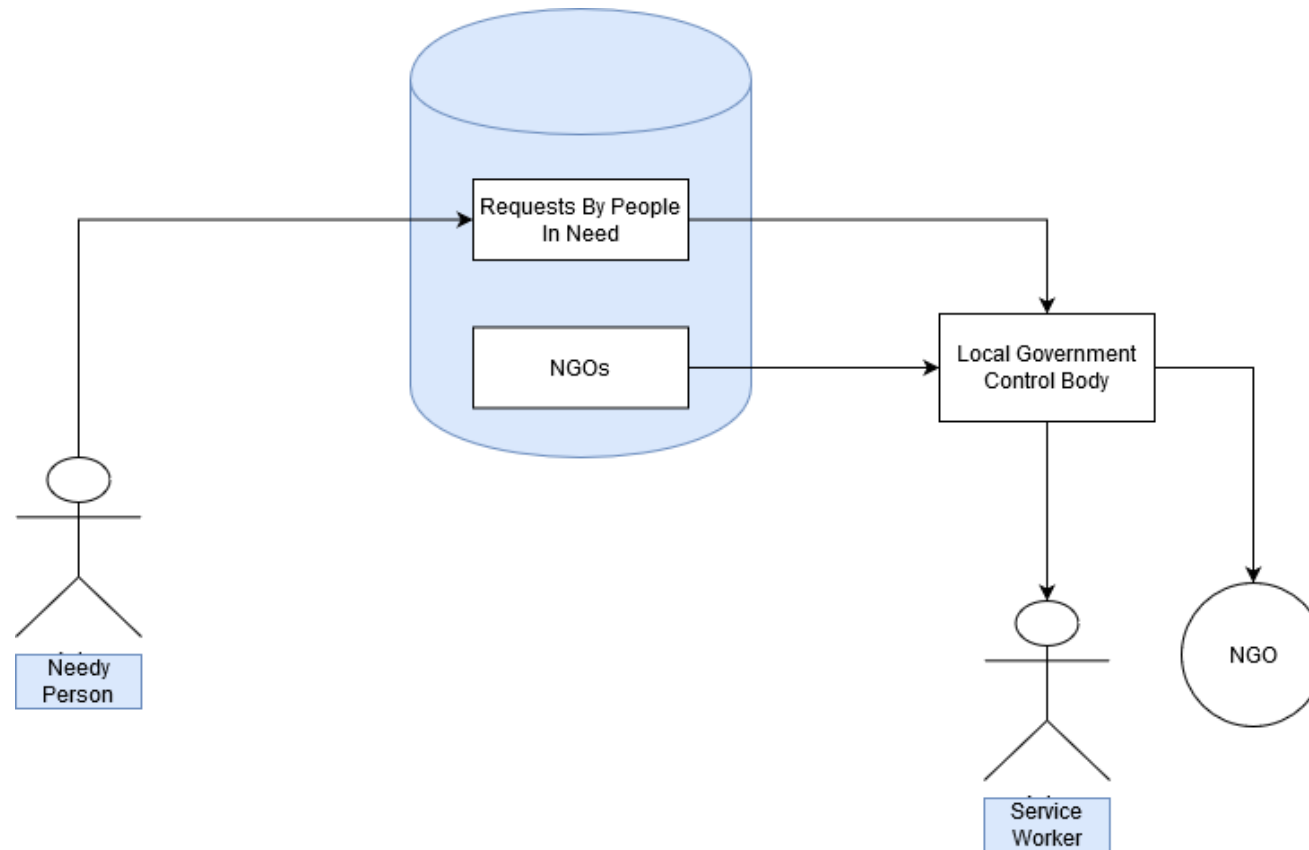 Requests By People
In Need
NGOs
Local Government
Control Body
Needy
Person
NGO
Service
Worker